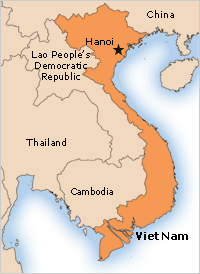 China
Hanoi
Lao People's
Democratic
Republic
Thailand
Cambodia
Viet Nam